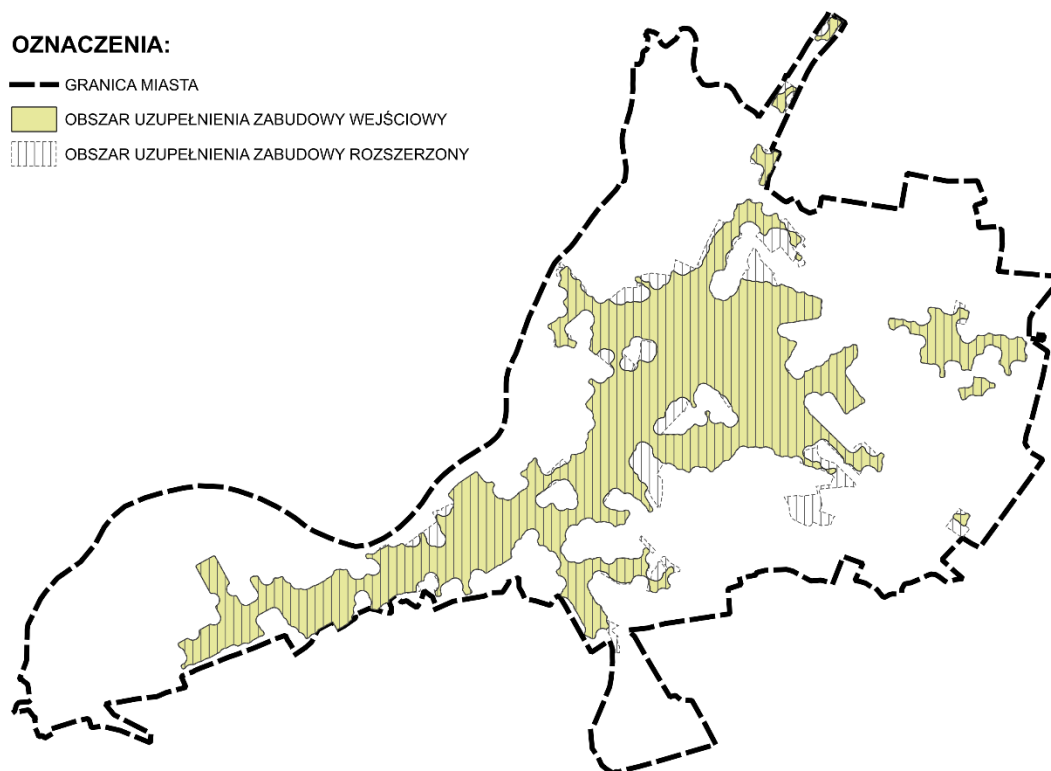 OZNACZENIA:
GRANICA MIASTA
OBSZAR UZUPEŁNIENIA ZABUDOWY WEJŚCIOWY
OBSZAR UZUPEŁNIENIA ZABUDOWY ROZSZERZONY